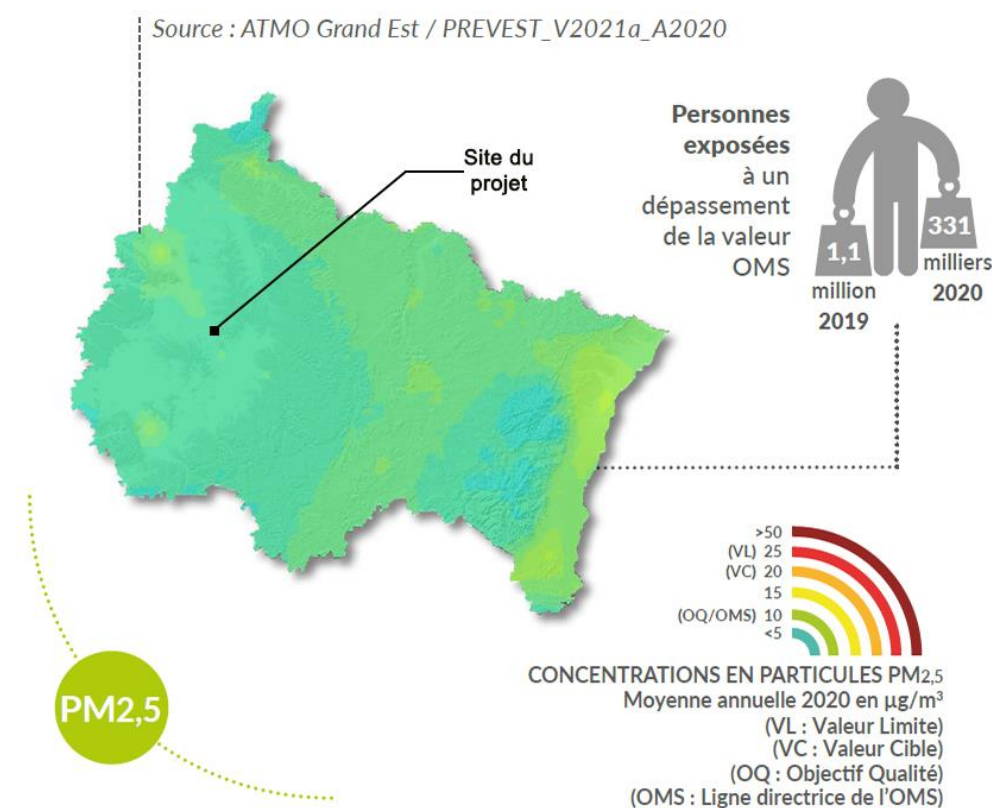 Source : ATMO Grand Est / PREVEST_V2021a_A2020
Site du
projet
Personnes
exposées
à un
dépassement
de la valeur
OMS
1,1
million
2019
331
milliers
2020
>50
(VL) 25
(VC) 20
15
(OQ/OMS) 10
<5
CONCENTRATIONS EN PARTICULES PM2,5
Moyenne annuelle 2020 en µg/m³
(VL : Valeur Limite)
(VC : Valeur Cible)
(OQ : Objectif Qualité)
(OMS : Ligne directrice de l'OMS)
PM2,5